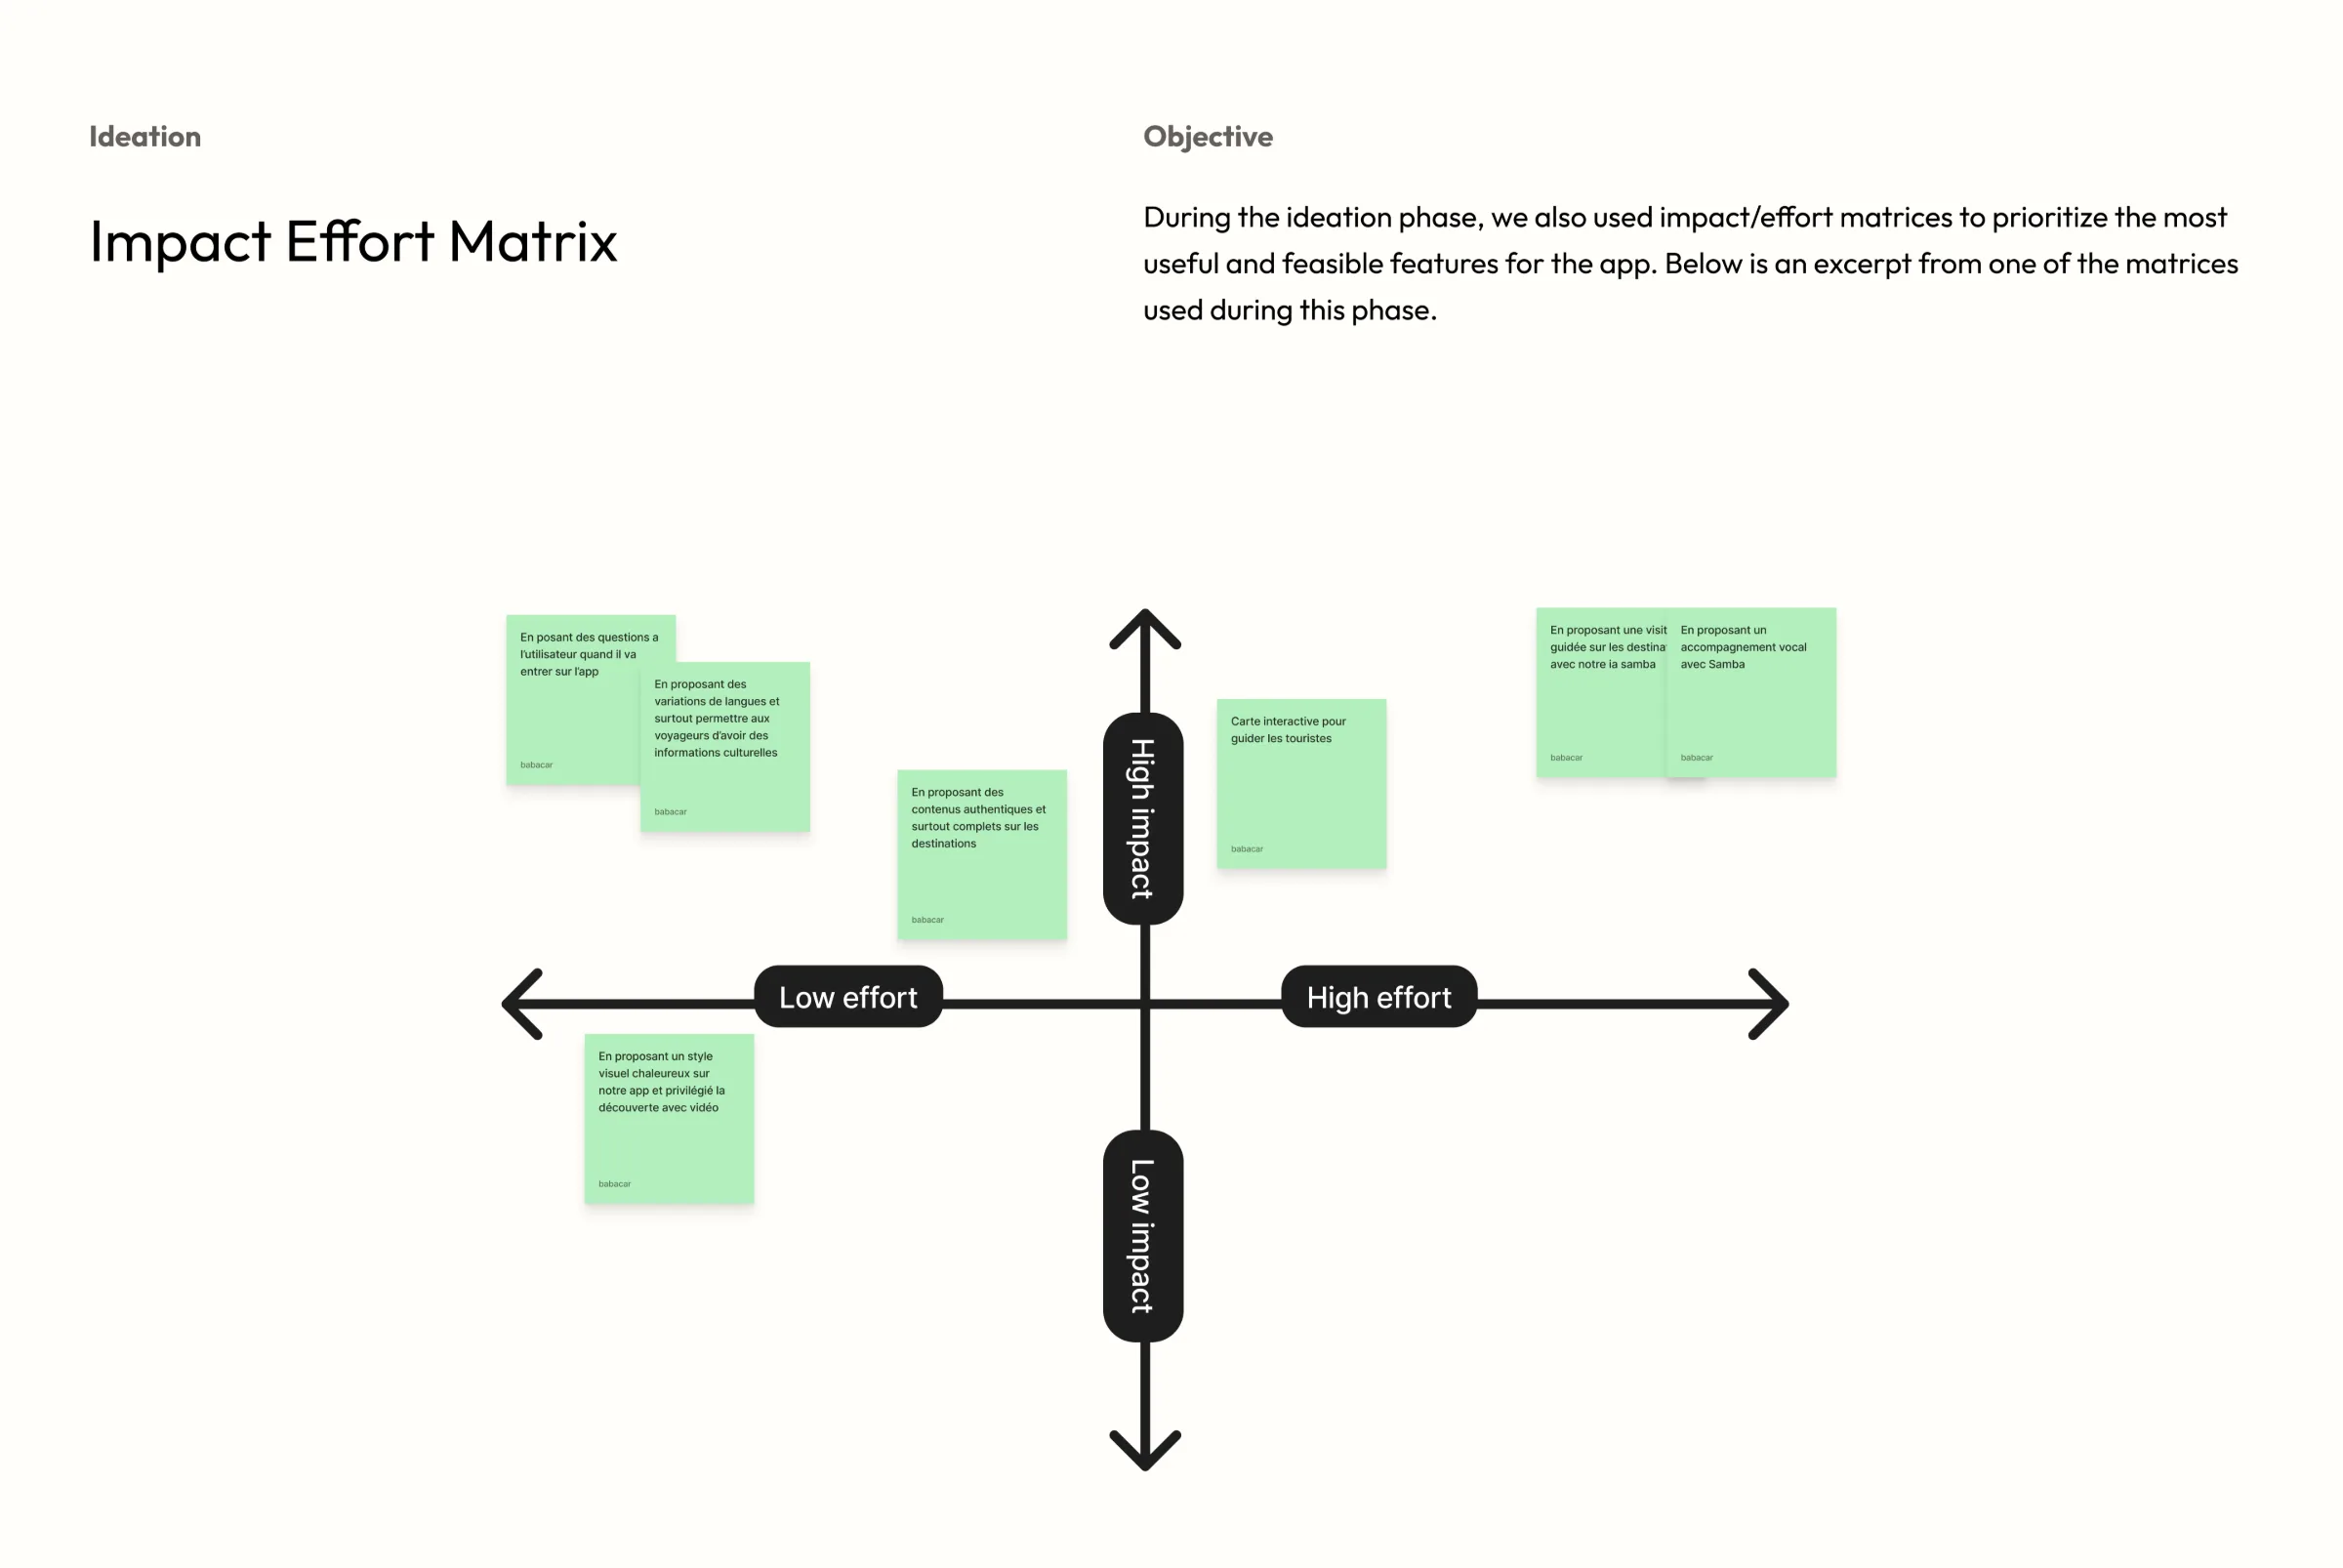 Ideation
Impact Effort Matrix
Objective
During the ideation phase, we also used impact/effort matrices to prioritize the most
useful and feasible features for the app. Below is an excerpt from one of the matrices
used during this phase.
En posant des questions a
l'utilisateur quand il va
entrer sur l'app
babacar
En proposant des
variations de langues et
surtout permettre aux
voyageurs d'avoir des
informations culturelles
babacar
En proposant des
contenus authentiques et
surtout complets sur les
destinations
babacar
High impact
Carte interactive pour
guider les touristes
babacar
En proposant une
guidée sur les
avec notre ia samba
babacar
En proposant un
accompagnement vocal
avec Samba
babacar
Low effort
High effort
En proposant un style
visuel chaleureux sur
notre app et privilégié la
découverte avec vidéo
babacar
Low impact